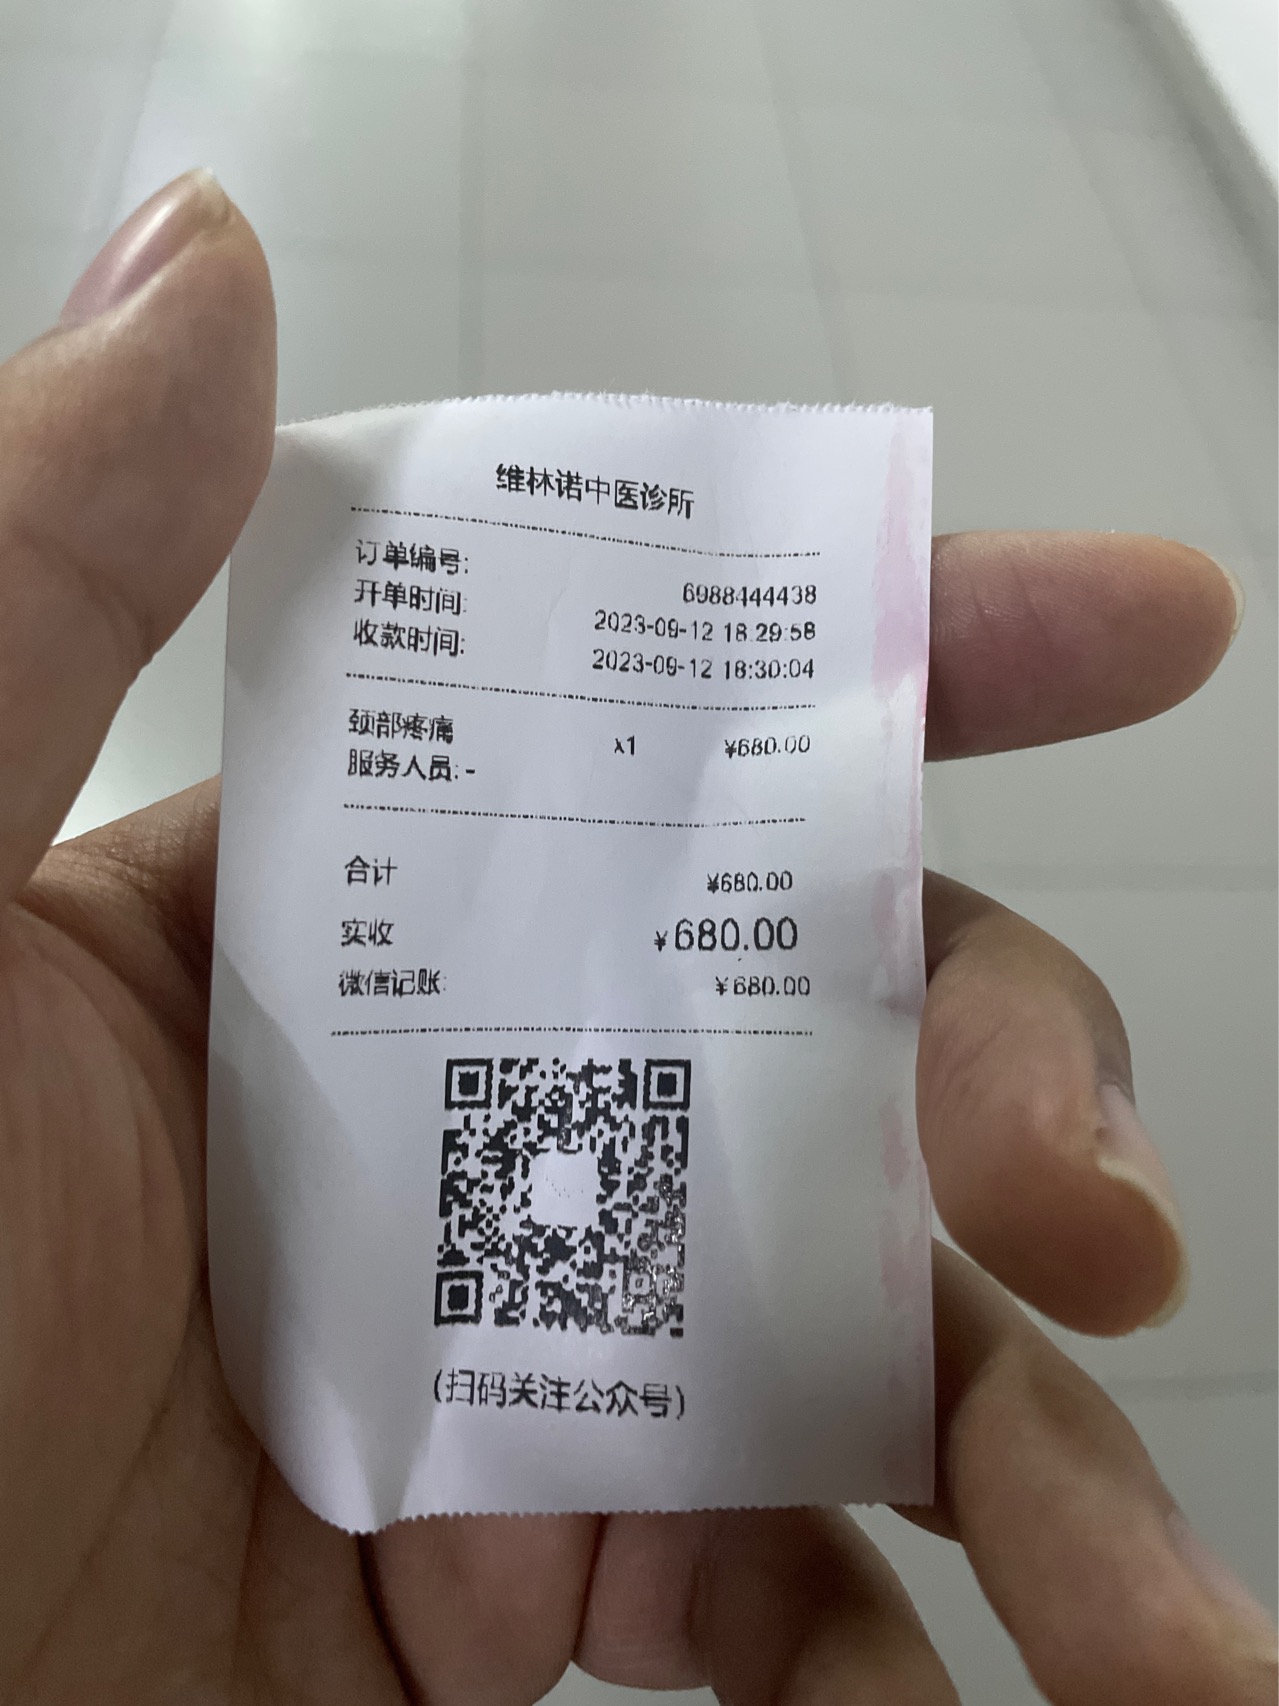 维林诺中医诊所
订单编号: 6988444438
开单时间: 2023-09-12 18:29:58
收款时间: 2023-09-12 18:30:04
颈部疼痛 x1 ¥680.00
服务人员: -
合计 ¥680.00
实收 ¥680.00
微信记账: ¥680.00
(扫码关注公众号)